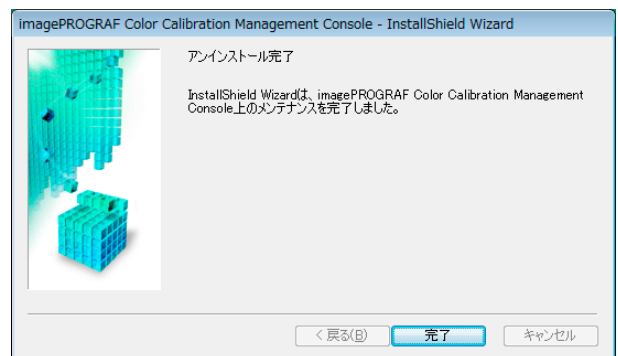 imagePROGRAF Color Calibration Management Console - InstallShield Wizard
アンインストール完了
InstallShield Wizardは、imagePROGRAF Color Calibration Management
Console上のメンテナンスを完了しました。
< 戻る(B)
完了
キャンセル